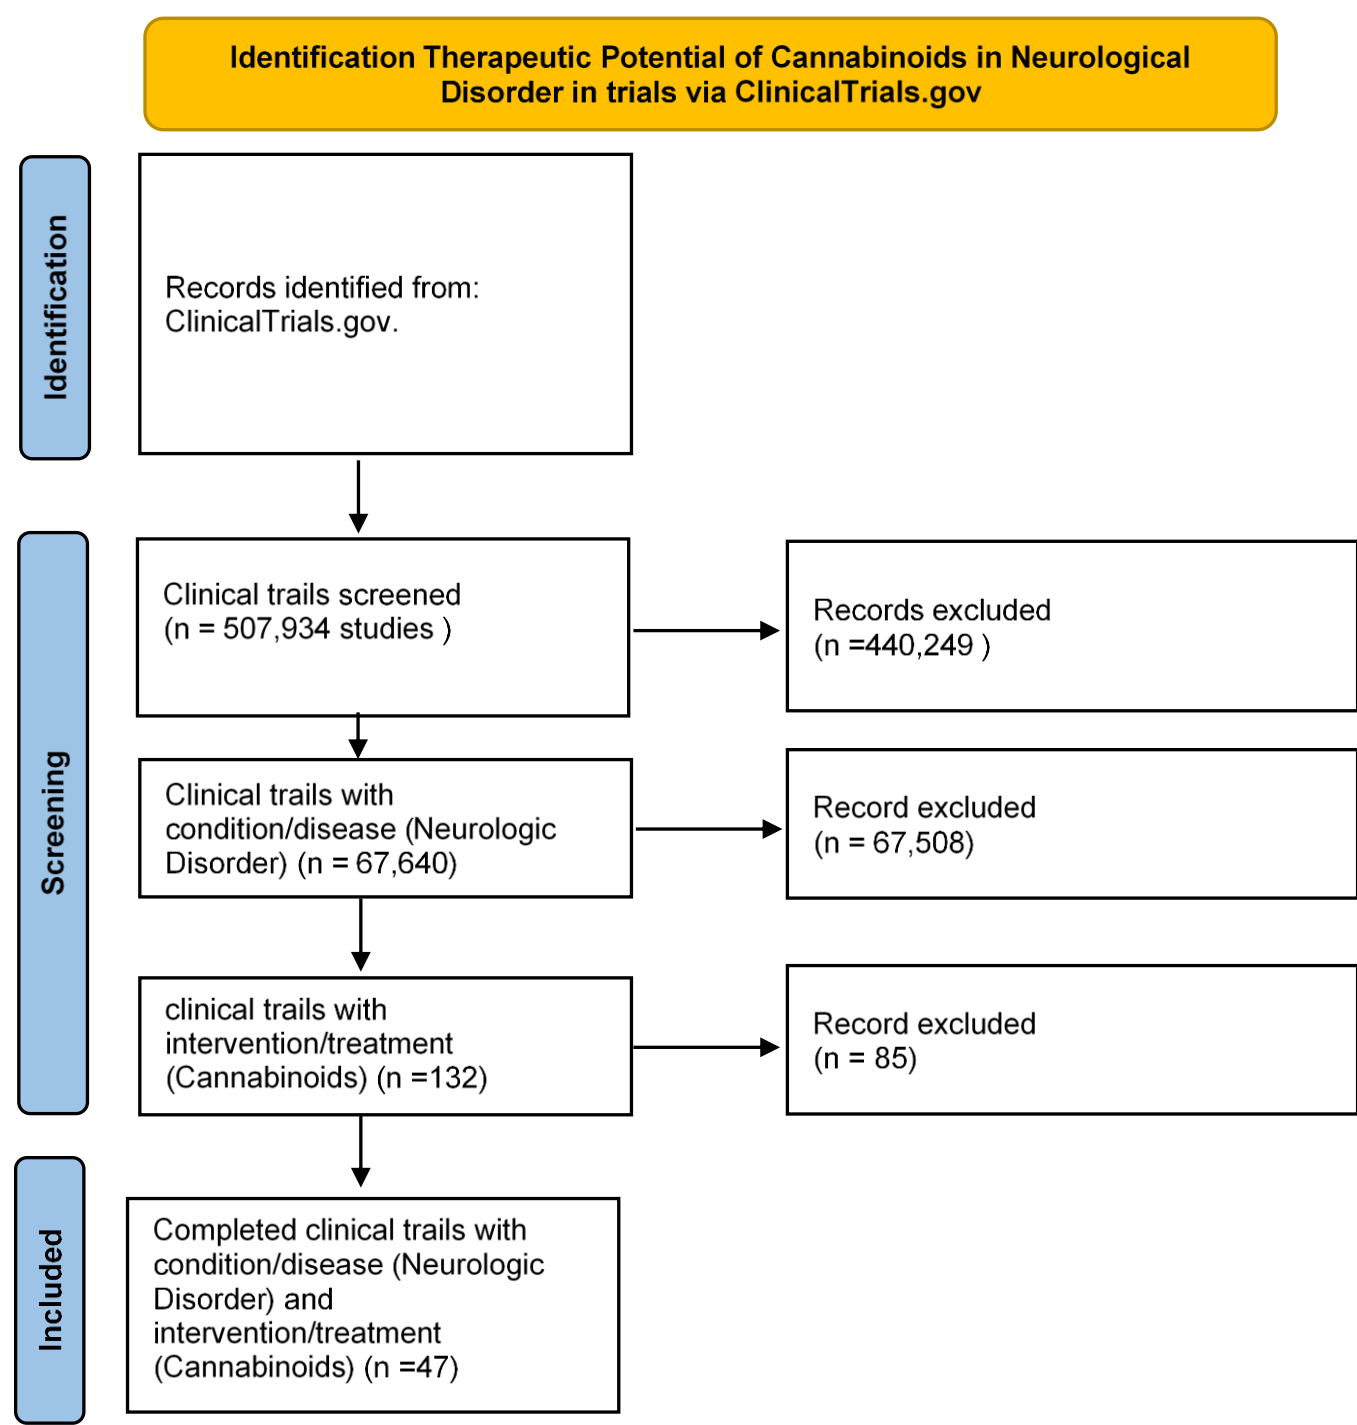 Identification Therapeutic Potential of Cannabinoids in Neurological
Disorder in trials via ClinicalTrials.gov
Identification
Records identified from:
ClinicalTrials.gov.
Screening
Clinical trails screened
(n = 507,934 studies )
Records excluded
(n =440,249 )
Clinical trails with
condition/disease (Neurologic
Disorder) (n = 67,640)
Record excluded
(n = 67,508)
clinical trails with
intervention/treatment
(Cannabinoids) (n =132)
Record excluded
(n = 85)
Included
Completed clinical trails with
condition/disease (Neurologic
Disorder) and
intervention/treatment
(Cannabinoids) (n =47)